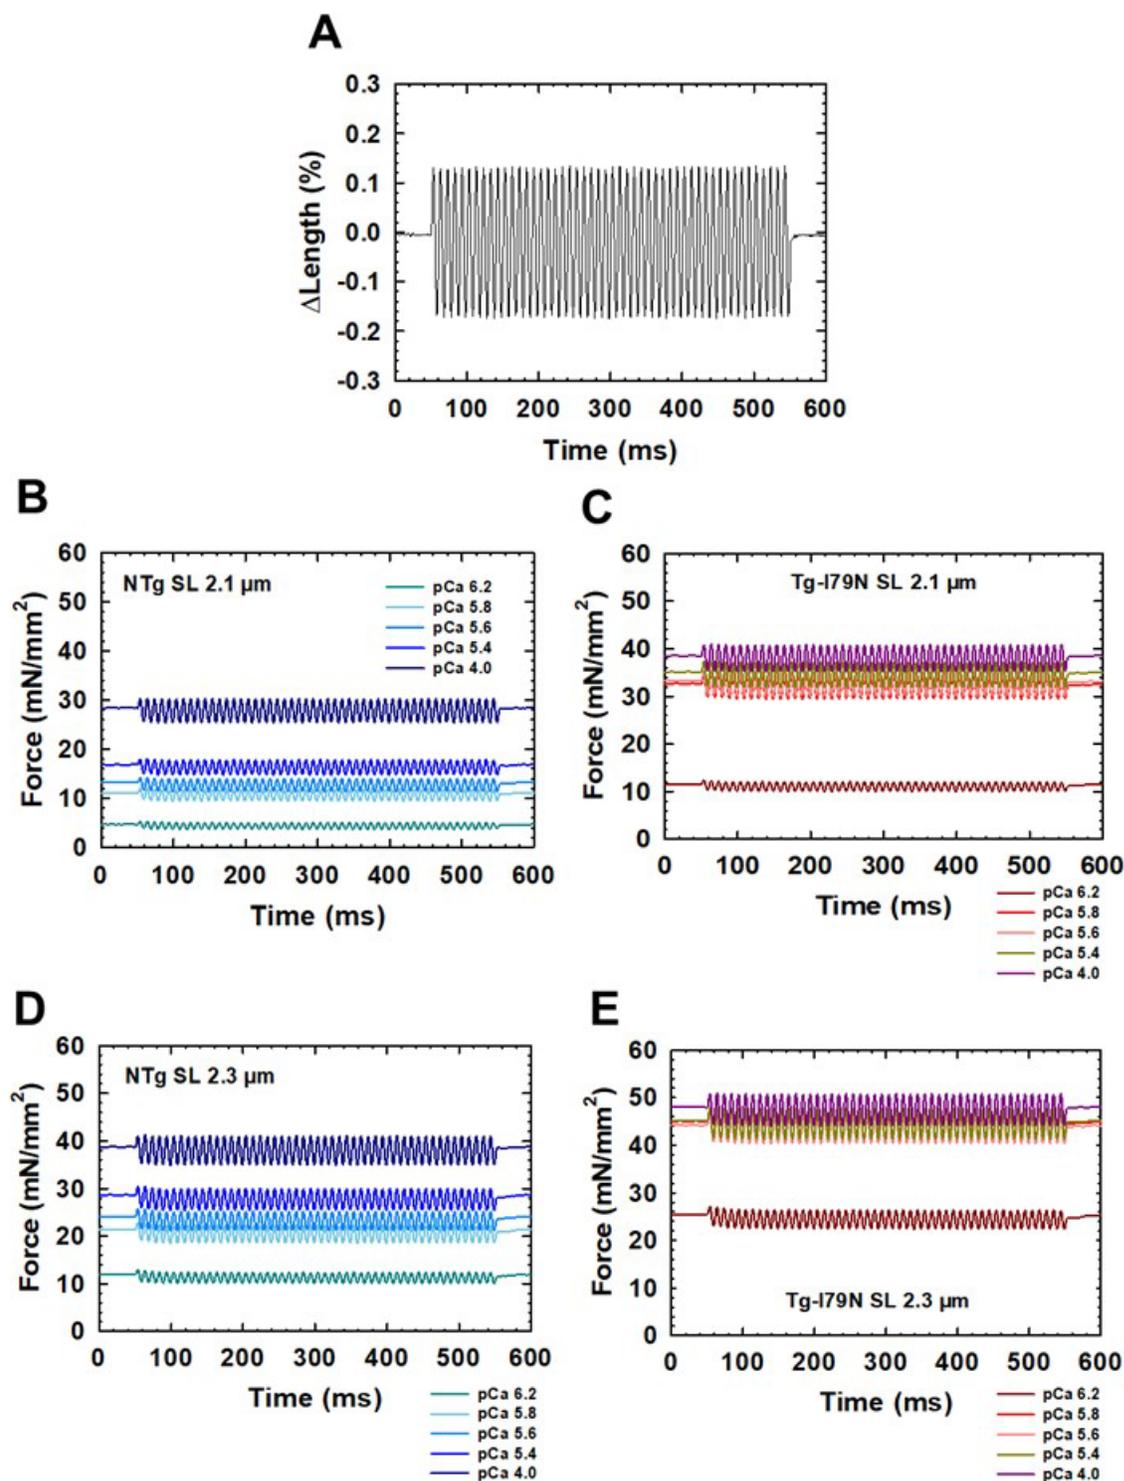 A
0.3
0.2
0.1
0.0
-0.1
-0.2
-0.3
ΔLength (%)
0 100 200 300 400 500 600
Time (ms)
B
60
50
40
30
20
10
0
Force (mN/mm²)
NTg SL 2.1 µm
pCa 6.2
pCa 5.8
pCa 5.6
pCa 5.4
pCa 4.0
0 100 200 300 400 500 600
Time (ms)
C
60
50
40
30
20
10
0
Force (mN/mm²)
Tg-I79N SL 2.1 µm
0 100 200 300 400 500 600
Time (ms)
pCa 6.2
pCa 5.8
pCa 5.6
pCa 5.4
pCa 4.0
D
60
50
40
30
20
10
0
Force (mN/mm²)
NTg SL 2.3 µm
0 100 200 300 400 500 600
Time (ms)
pCa 6.2
pCa 5.8
pCa 5.6
pCa 5.4
pCa 4.0
E
60
50
40
30
20
10
0
Force (mN/mm²)
Tg-I79N SL 2.3 µm
0 100 200 300 400 500 600
Time (ms)
pCa 6.2
pCa 5.8
pCa 5.6
pCa 5.4
pCa 4.0